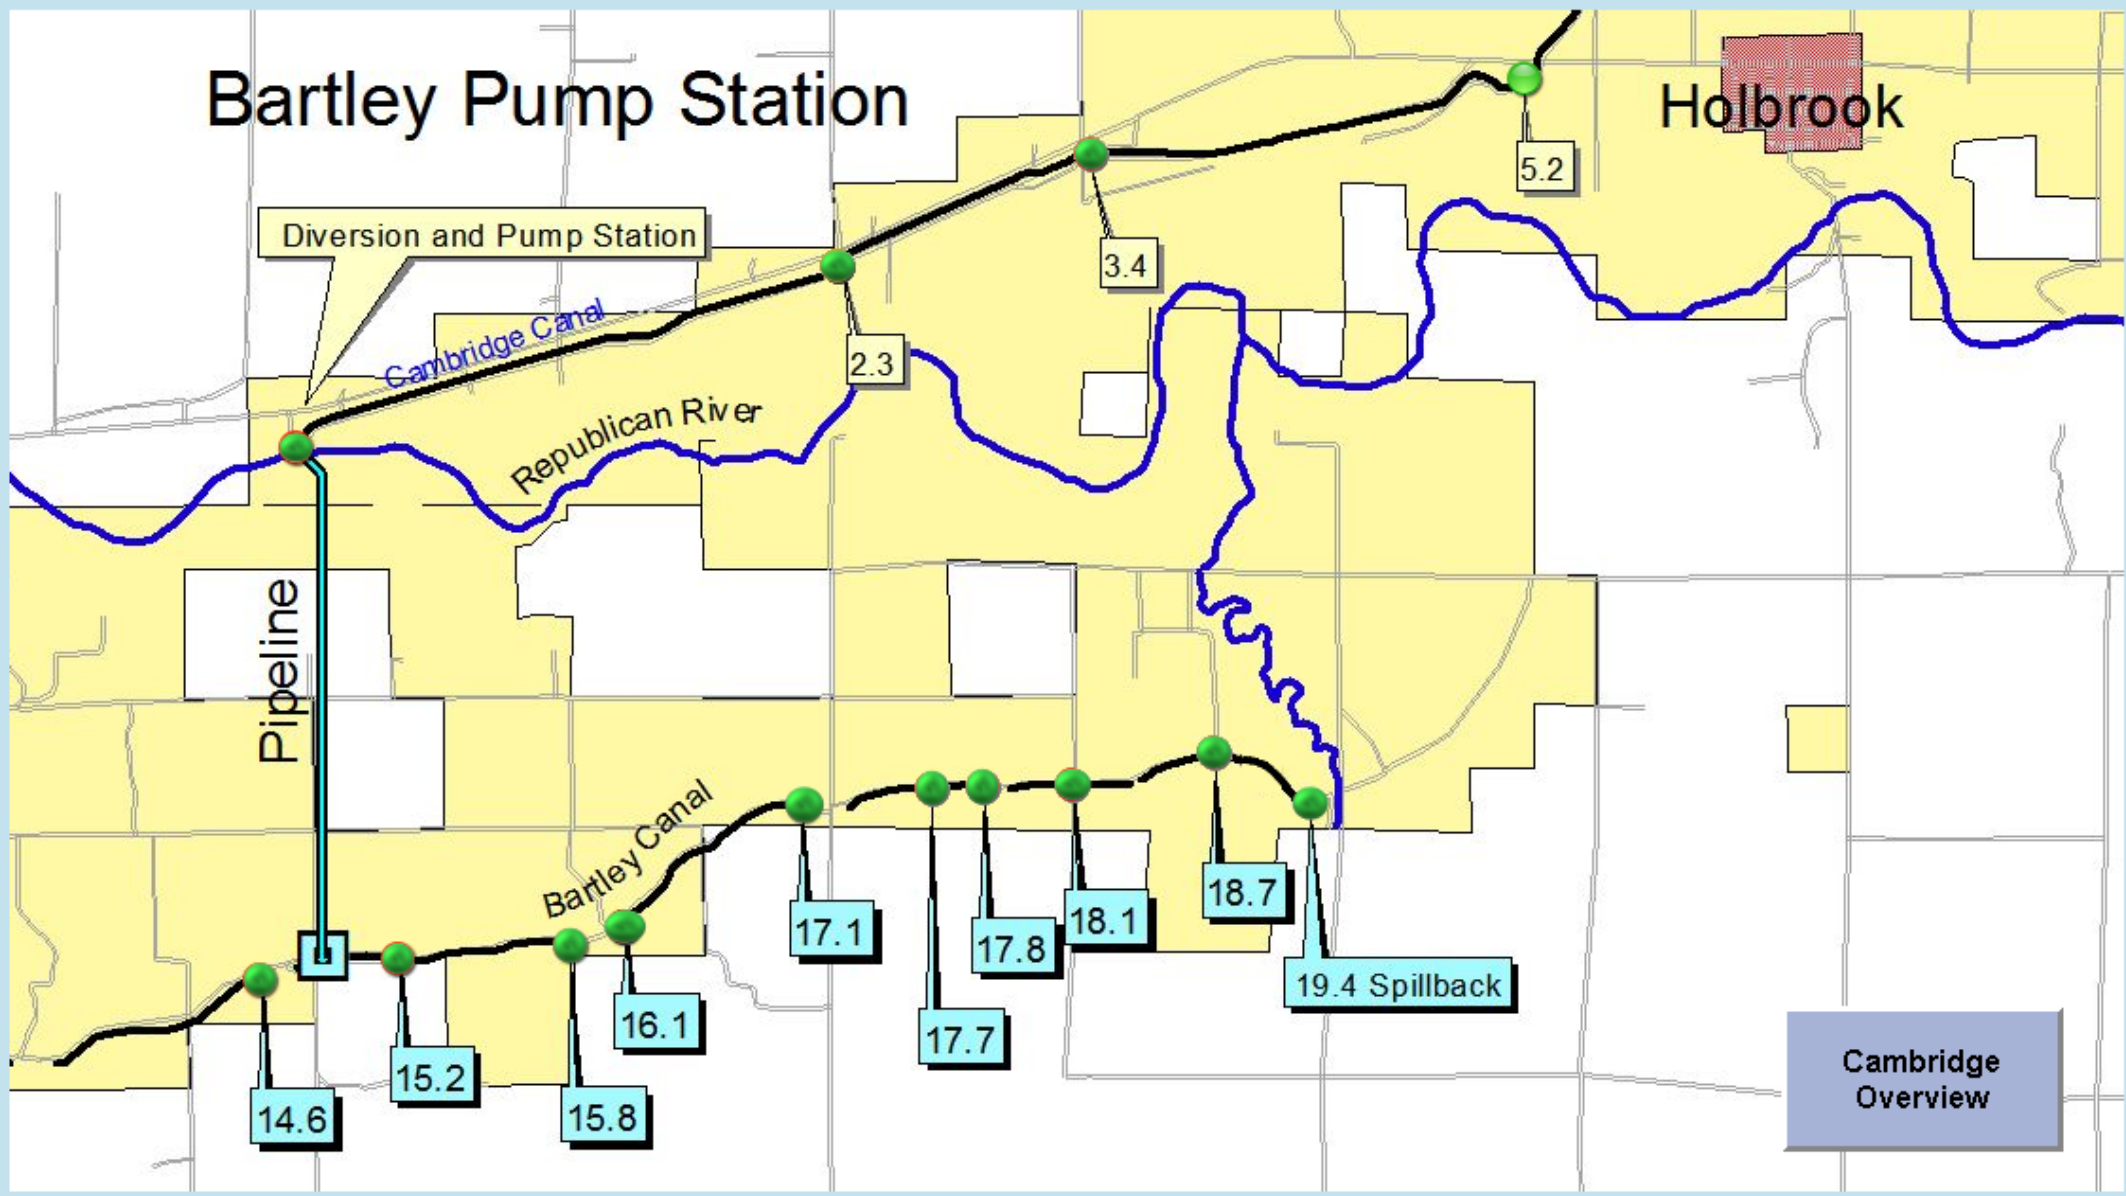 Bartley Pump Station
Holbrook
5.2
Diversion and Pump Station
3.4
Cambridge Canal
2.3
Republican River
Pipeline
Bartley Canal
17.1
18.7
18.1
17.8
19.4 Spillback
16.1
17.7
15.2
15.8
14.6
Cambridge
Overview